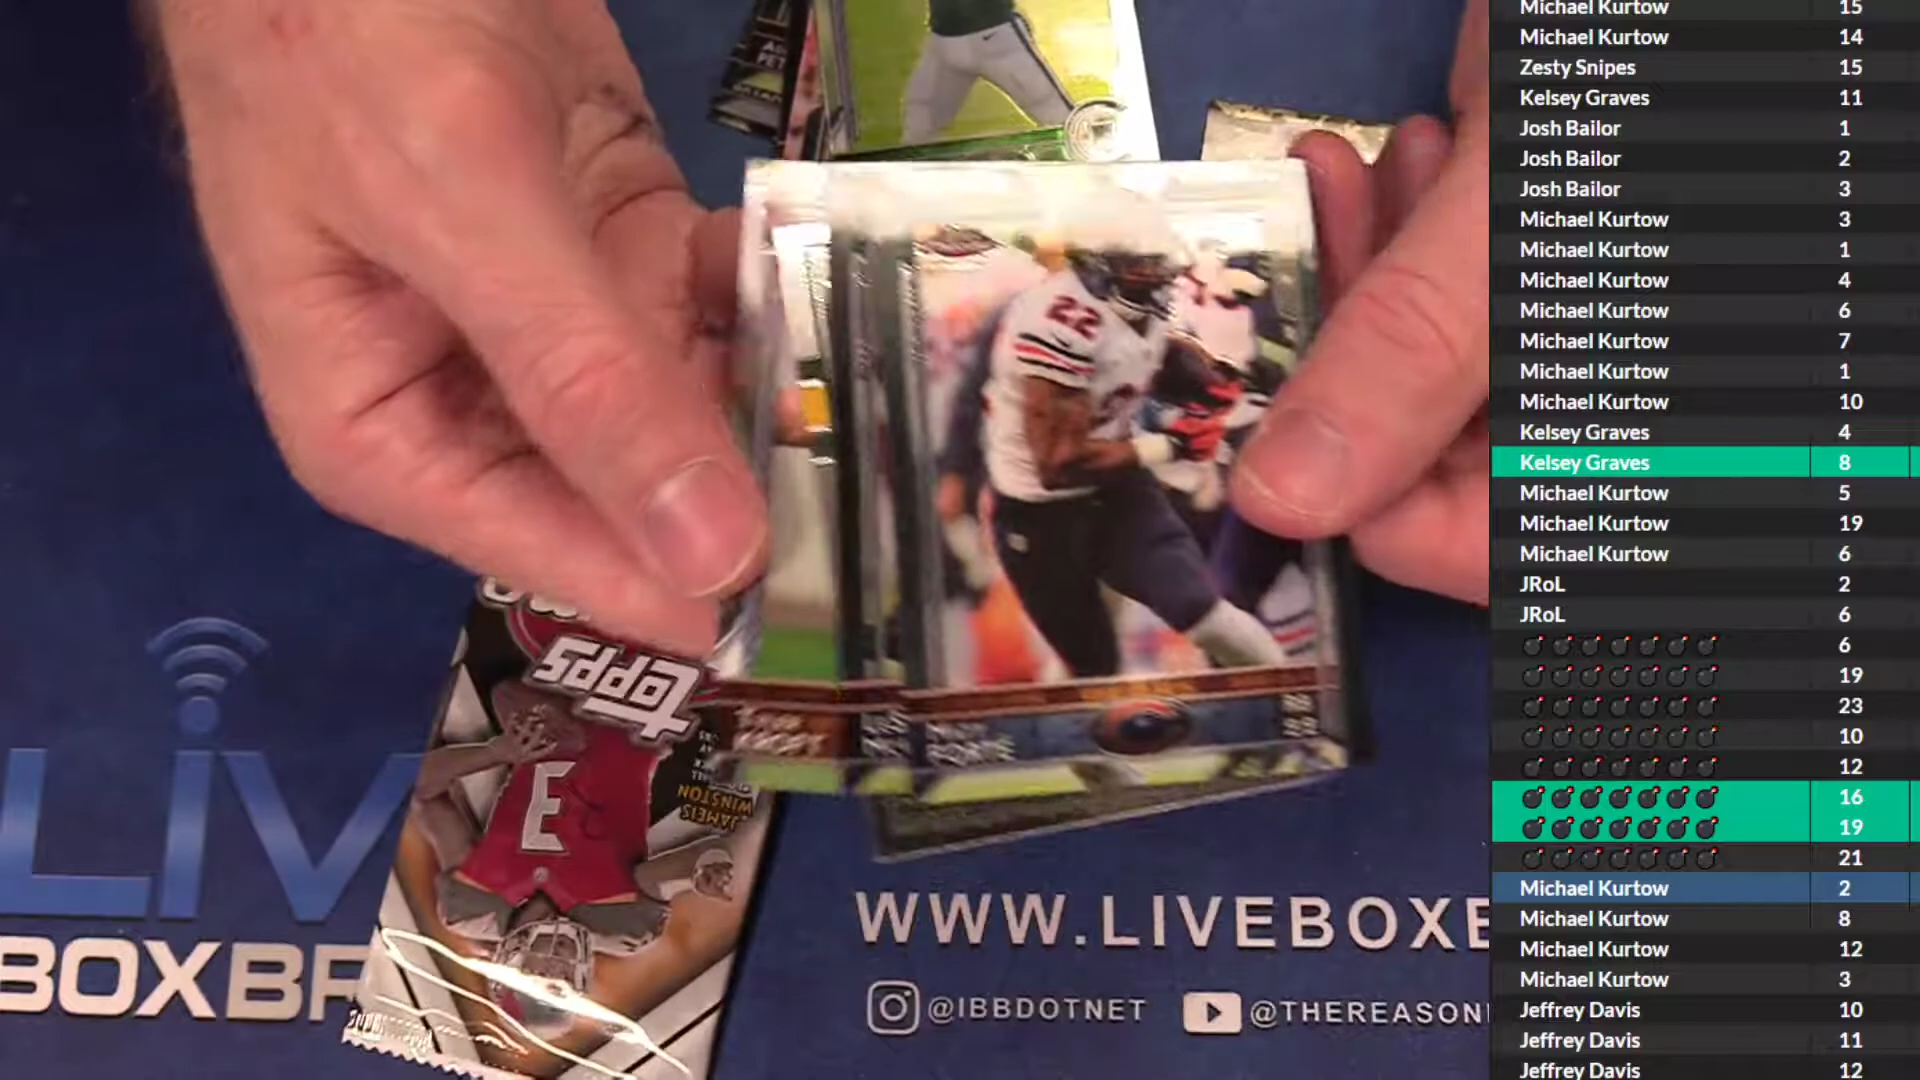 Michael Kurtow 15
Michael Kurtow 14
Zesty Snipes 15
Kelsey Graves 11
Josh Bailor 1
Josh Bailor 2
Josh Bailor 3
Michael Kurtow 3
Michael Kurtow 1
Michael Kurtow 4
Michael Kurtow 6
Michael Kurtow 7
Michael Kurtow 1
Michael Kurtow 10
Kelsey Graves 4
Kelsey Graves 8
Michael Kurtow 5
Michael Kurtow 19
Michael Kurtow 6
JRoL 2
JRoL 6
💣💣💣💣💣💣💣 6
💣💣💣💣💣💣💣 19
💣💣💣💣💣💣💣 23
💣💣💣💣💣💣💣 10
💣💣💣💣💣💣💣 12
💣💣💣💣💣💣💣 16
💣💣💣💣💣💣💣 19
💣💣💣💣💣💣💣 21
Michael Kurtow 2
Michael Kurtow 8
Michael Kurtow 12
Michael Kurtow 3
Jeffrey Davis 10
Jeffrey Davis 11
Jeffrey Davis 12
22
MATT
FORTE
RB
Topps
JAMEIS
WINSTON
3
LiV
BOXBR
WWW.LIVEBOXB
@IBBDOTNET
@THEREASON